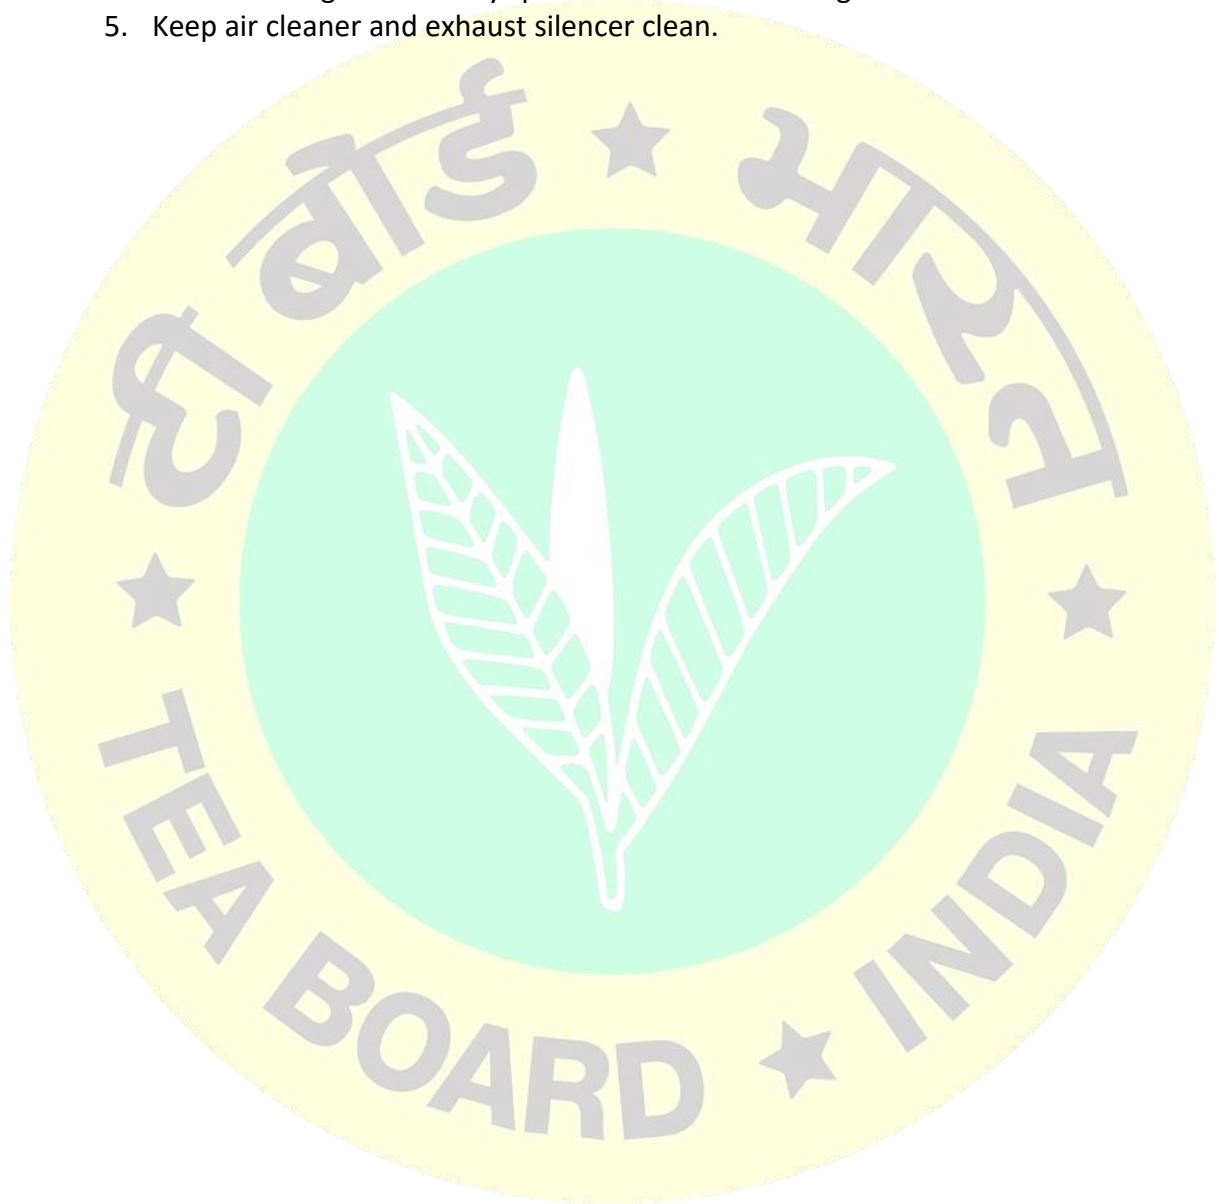 5. Keep air cleaner and exhaust silencer clean.
टी बोर्ड ★ भारत
★ TEA BOARD ★ INDIA ★